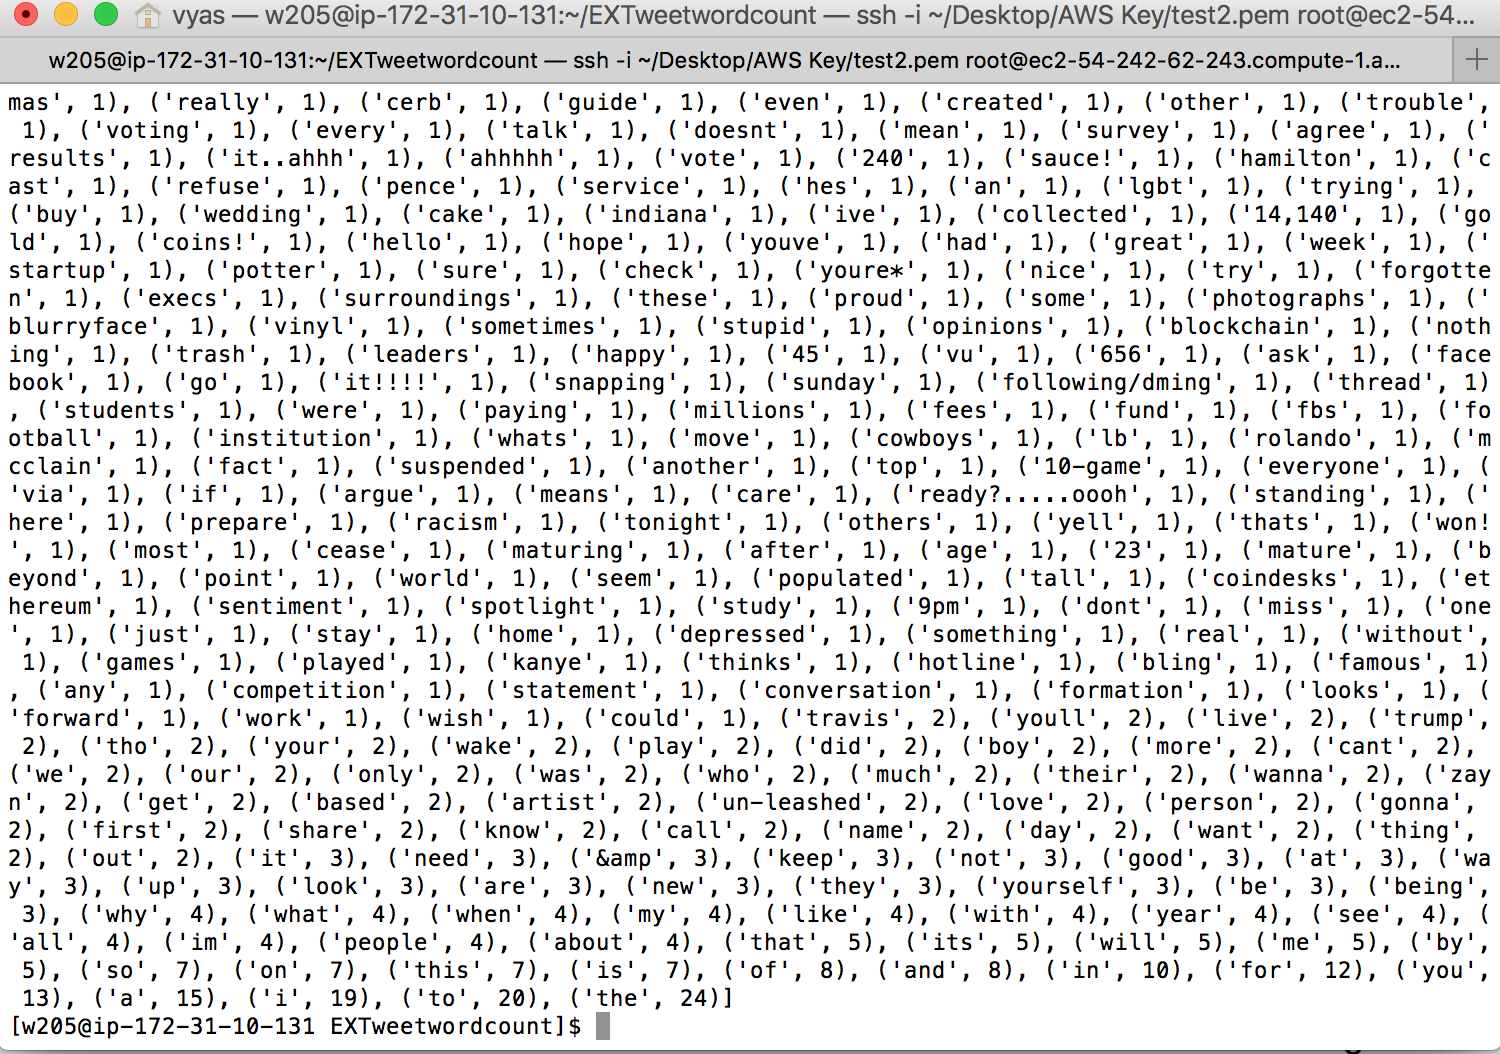 vyas — w205@ip-172-31-10-131:~/EXTweetwordcount — ssh -i ~/Desktop/AWS Key/test2.pem root@ec2-54-...
w205@ip-172-31-10-131:~/EXTweetwordcount — ssh -i ~/Desktop/AWS Key/test2.pem root@ec2-54-242-62-243.compute-1.a... +
mas', 1), ('really', 1), ('cerb', 1), ('guide', 1), ('even', 1), ('created', 1), ('other', 1), ('trouble',
 1), ('voting', 1), ('every', 1), ('talk', 1), ('doesnt', 1), ('mean', 1), ('survey', 1), ('agree', 1), ('
results', 1), ('it..ahhh', 1), ('ahhhhh', 1), ('vote', 1), ('240', 1), ('sauce!', 1), ('hamilton', 1), ('c
ast', 1), ('refuse', 1), ('pence', 1), ('service', 1), ('hes', 1), ('an', 1), ('lgbt', 1), ('trying', 1),
('buy', 1), ('wedding', 1), ('cake', 1), ('indiana', 1), ('ive', 1), ('collected', 1), ('14,140', 1), ('go
ld', 1), ('coins!', 1), ('hello', 1), ('hope', 1), ('youve', 1), ('had', 1), ('great', 1), ('week', 1), ('
startup', 1), ('potter', 1), ('sure', 1), ('check', 1), ('youre*', 1), ('nice', 1), ('try', 1), ('forgotte
n', 1), ('execs', 1), ('surroundings', 1), ('these', 1), ('proud', 1), ('some', 1), ('photographs', 1), ('
blurryface', 1), ('vinyl', 1), ('sometimes', 1), ('stupid', 1), ('opinions', 1), ('blockchain', 1), ('noth
ing', 1), ('trash', 1), ('leaders', 1), ('happy', 1), ('45', 1), ('vu', 1), ('656', 1), ('ask', 1), ('face
book', 1), ('go', 1), ('it!!!!', 1), ('snapping', 1), ('sunday', 1), ('following/dming', 1), ('thread', 1)
, ('students', 1), ('were', 1), ('paying', 1), ('millions', 1), ('fees', 1), ('fund', 1), ('fbs', 1), ('fo
otball', 1), ('institution', 1), ('whats', 1), ('move', 1), ('cowboys', 1), ('lb', 1), ('rolando', 1), ('m
cclain', 1), ('fact', 1), ('suspended', 1), ('another', 1), ('top', 1), ('10-game', 1), ('everyone', 1), (
'via', 1), ('if', 1), ('argue', 1), ('means', 1), ('care', 1), ('ready?.....oooh', 1), ('standing', 1), ('
here', 1), ('prepare', 1), ('racism', 1), ('tonight', 1), ('others', 1), ('yell', 1), ('thats', 1), ('won!
', 1), ('most', 1), ('cease', 1), ('maturing', 1), ('after', 1), ('age', 1), ('23', 1), ('mature', 1), ('b
eyond', 1), ('point', 1), ('world', 1), ('seem', 1), ('populated', 1), ('tall', 1), ('coindesks', 1), ('et
hereum', 1), ('sentiment', 1), ('spotlight', 1), ('study', 1), ('9pm', 1), ('dont', 1), ('miss', 1), ('one
', 1), ('just', 1), ('stay', 1), ('home', 1), ('depressed', 1), ('something', 1), ('real', 1), ('without',
 1), ('games', 1), ('played', 1), ('kanye', 1), ('thinks', 1), ('hotline', 1), ('bling', 1), ('famous', 1)
, ('any', 1), ('competition', 1), ('statement', 1), ('conversation', 1), ('formation', 1), ('looks', 1), (
'forward', 1), ('work', 1), ('wish', 1), ('could', 1), ('travis', 2), ('youll', 2), ('live', 2), ('trump',
 2), ('tho', 2), ('your', 2), ('wake', 2), ('play', 2), ('did', 2), ('boy', 2), ('more', 2), ('cant', 2),
('we', 2), ('our', 2), ('only', 2), ('was', 2), ('who', 2), ('much', 2), ('their', 2), ('wanna', 2), ('zay
n', 2), ('get', 2), ('based', 2), ('artist', 2), ('un-leashed', 2), ('love', 2), ('person', 2), ('gonna',
2), ('first', 2), ('share', 2), ('know', 2), ('call', 2), ('name', 2), ('day', 2), ('want', 2), ('thing',
2), ('out', 2), ('it', 3), ('need', 3), ('&amp', 3), ('keep', 3), ('not', 3), ('good', 3), ('at', 3), ('wa
y', 3), ('up', 3), ('look', 3), ('are', 3), ('new', 3), ('they', 3), ('yourself', 3), ('be', 3), ('being',
 3), ('why', 4), ('what', 4), ('when', 4), ('my', 4), ('like', 4), ('with', 4), ('year', 4), ('see', 4), (
'all', 4), ('im', 4), ('people', 4), ('about', 4), ('that', 5), ('its', 5), ('will', 5), ('me', 5), ('by',
 5), ('so', 7), ('on', 7), ('this', 7), ('is', 7), ('of', 8), ('and', 8), ('in', 10), ('for', 12), ('you',
 13), ('a', 15), ('i', 19), ('to', 20), ('the', 24)]
[w205@ip-172-31-10-131 EXTweetwordcount]$